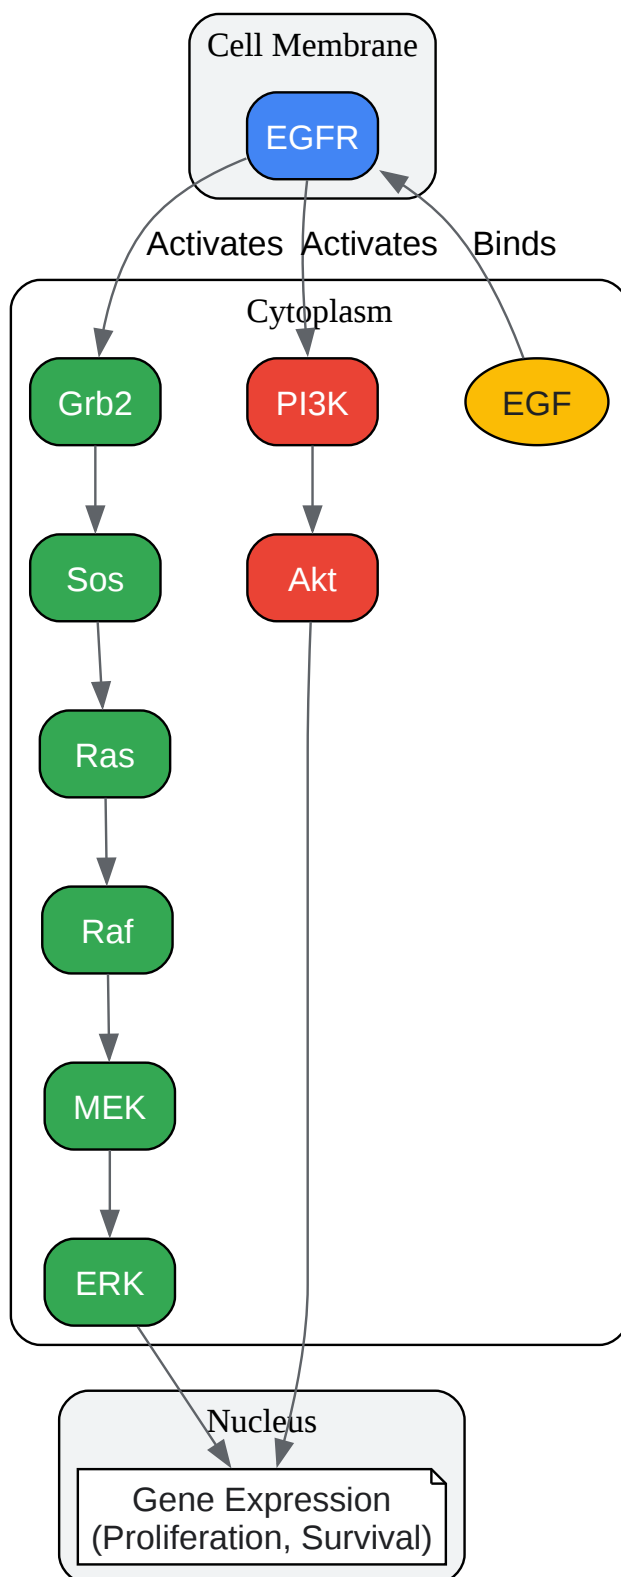 Cell Membrane
EGFR
Activates
Activates
Binds
Cytoplasm
Grb2
PI3K
EGF
Sos
Akt
Ras
Raf
MEK
ERK
Nucleus
Gene Expression
(Proliferation, Survival)